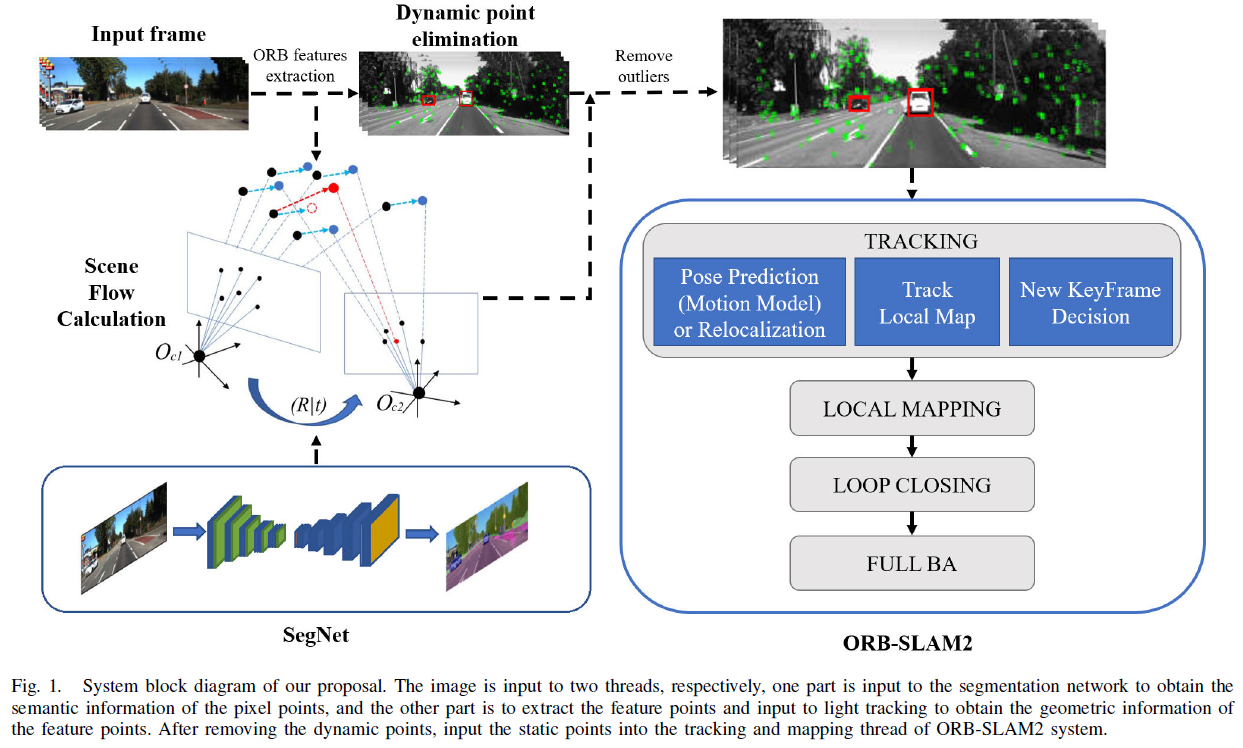 Input frame
ORB features
extraction
Dynamic point
elimination
Remove
outliers
Scene
Flow
Calculation
Oc1
(R|t)
Oc2
SegNet
TRACKING
Pose Prediction
(Motion Model)
or Relocalization
Track
Local Map
New KeyFrame
Decision
LOCAL MAPPING
LOOP CLOSING
FULL BA
ORB-SLAM2
Fig. 1. System block diagram of our proposal. The image is input to two threads, respectively, one part is input to the segmentation network to obtain the
semantic information of the pixel points, and the other part is to extract the feature points and input to light tracking to obtain the geometric information of
the feature points. After removing the dynamic points, input the static points into the tracking and mapping thread of ORB-SLAM2 system.